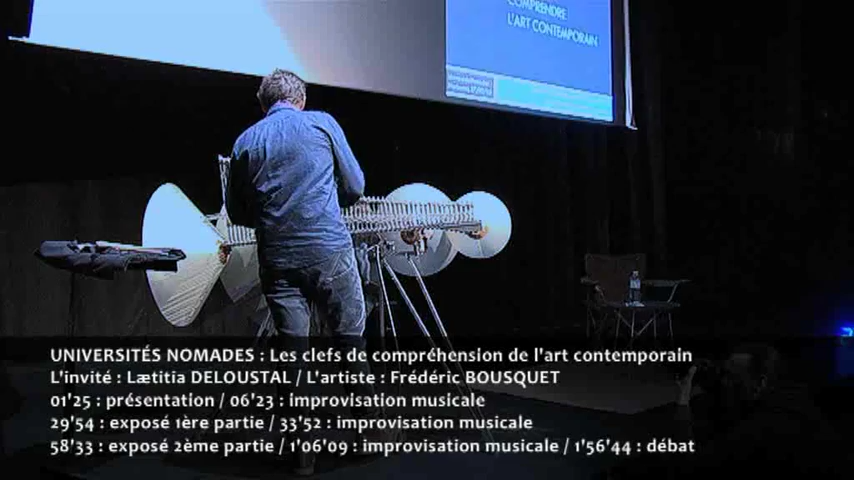 COMPRENDRE
L'ART CONTEMPORAIN
UNIVERSITÉS NOMADES : Les clefs de compréhension de l'art contemporain
L'invité : Lætitia DELOUSTAL / L'artiste : Frédéric BOUSQUET
01'25 : présentation / 06'23 : improvisation musicale
29'54 : exposé 1ère partie / 33'52 : improvisation musicale
58'33 : exposé 2ème partie / 1'06'09 : improvisation musicale / 1'56'44 : débat